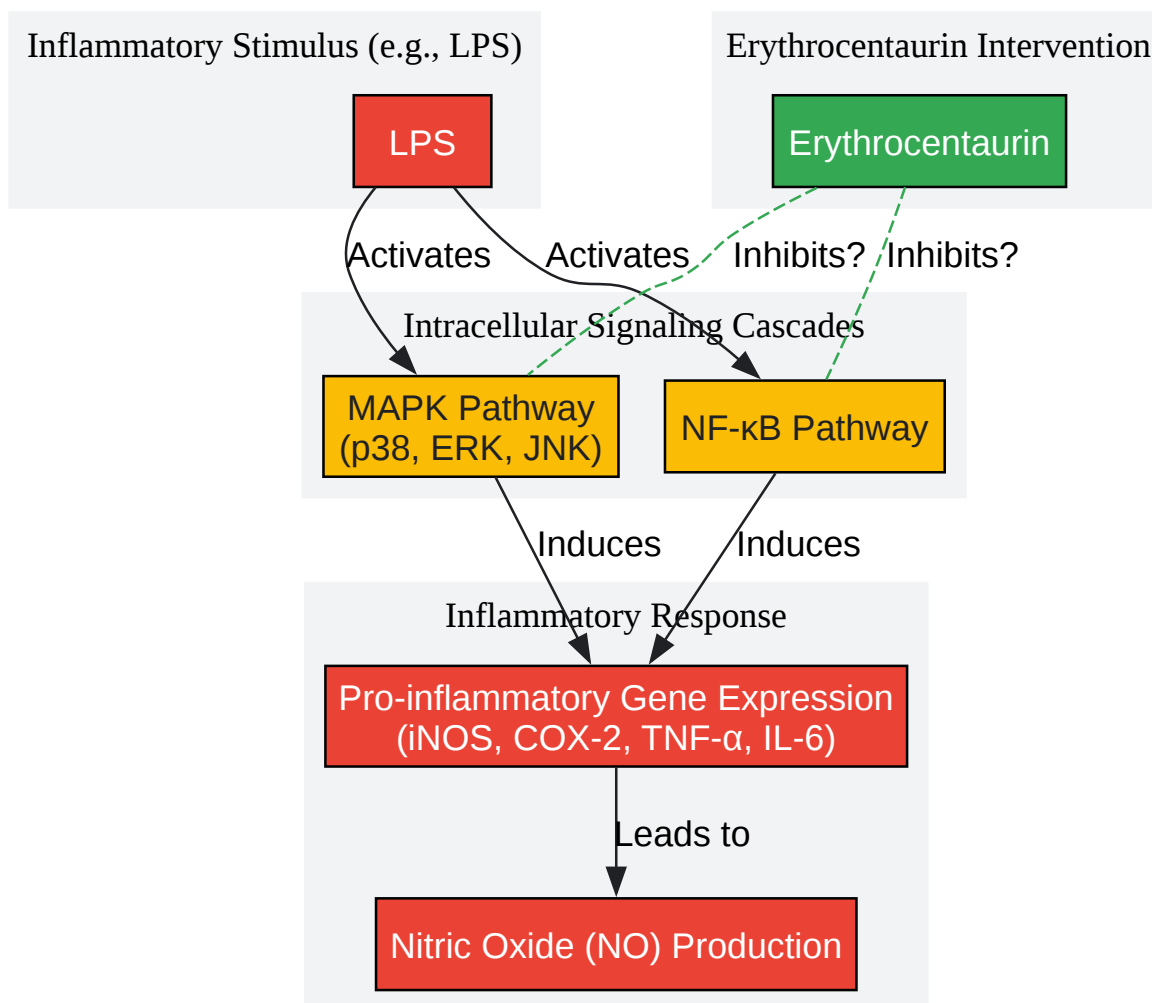 Inflammatory Stimulus (e.g., LPS)
Erythrocentaurin Intervention
LPS
Erythrocentaurin
Activates
Activates
Inhibits?
Inhibits?
Intracellular Signaling Cascades
MAPK Pathway
(p38, ERK, JNK)
NF-κB Pathway
Induces
Induces
Inflammatory Response
Pro-inflammatory Gene Expression
(iNOS, COX-2, TNF-α, IL-6)
Leads to
Nitric Oxide (NO) Production